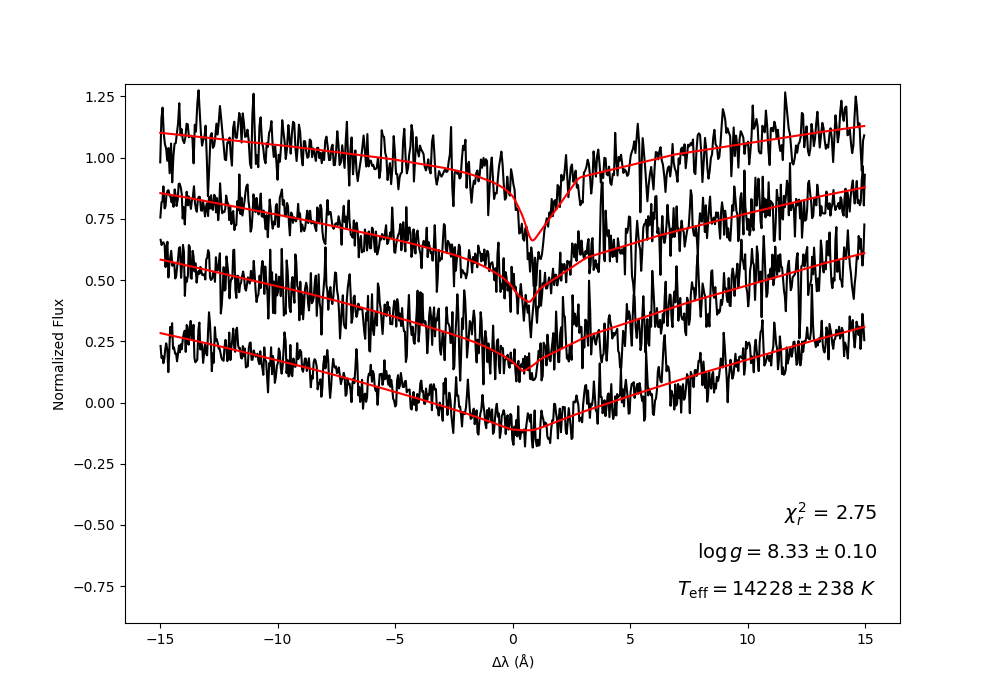 1.25
1.00
0.75
0.50
0.25
0.00
−0.25
−0.50
−0.75
Normalized Flux
χ²ᵣ = 2.75
log g = 8.33 ± 0.10
T_eff = 14228 ± 238 K
−15 −10 −5 0 5 10 15
Δλ (Å)